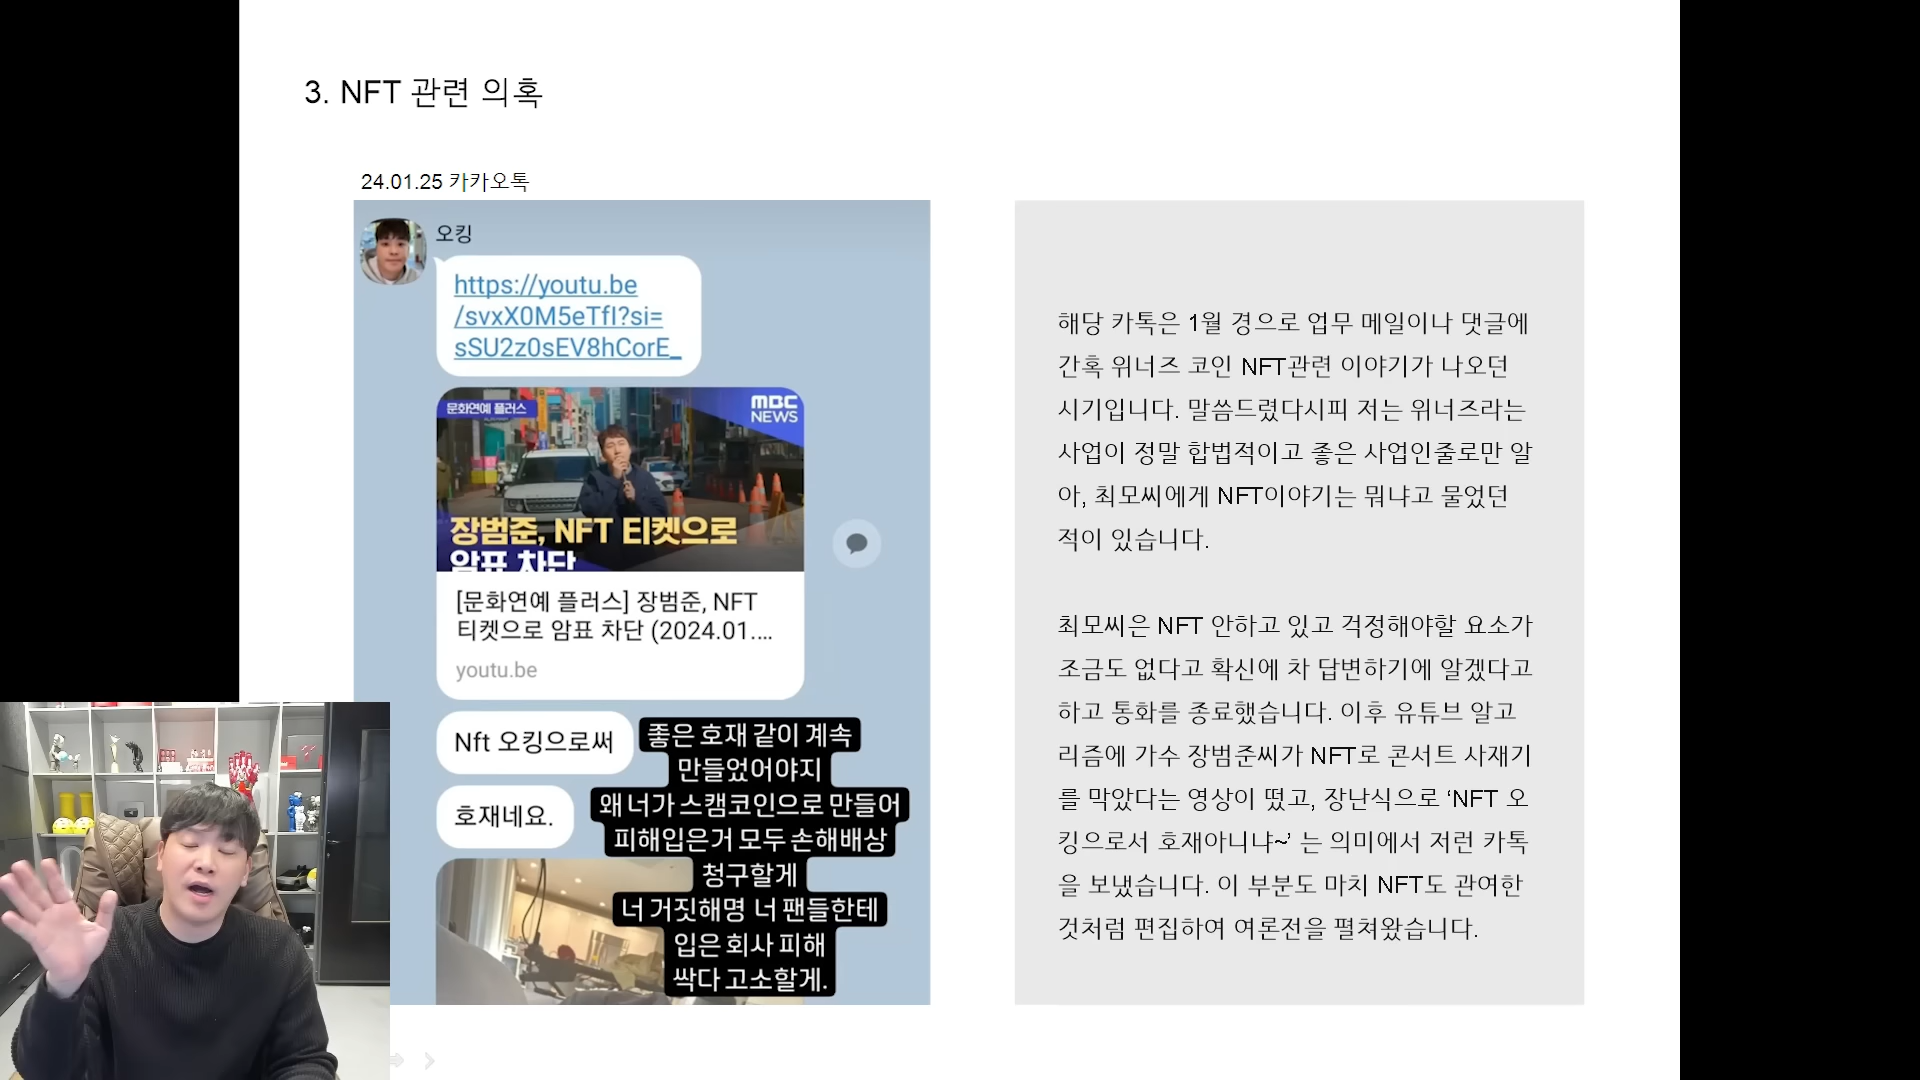 3. NFT 관련 의혹
24.01.25 카카오톡
오킹
https://youtu.be
/svxX0M5eTfI?si=
sSU2z0sEV8hCorE_
문화연예 플러스
MBC
NEWS
장범준, NFT 티켓으로
암표 차단
[문화연예 플러스] 장범준, NFT
티켓으로 암표 차단 (2024.01....
youtu.be
Nft 오킹으로써
호재네요.
좋은 호재 같이 계속
만들었어야지
왜 너가 스캠코인으로 만들어
피해입은거 모두 손해배상
청구할게
너 거짓해명 너 팬들한테
입은 회사 피해
싹다 고소할게.
해당 카톡은 1월 경으로 업무 메일이나 댓글에
간혹 위너즈 코인 NFT관련 이야기가 나오던
시기입니다. 말씀드렸다시피 저는 위너즈라는
사업이 정말 합법적이고 좋은 사업인줄로만 알
아, 최모씨에게 NFT이야기는 뭐냐고 물었던
적이 있습니다.
최모씨은 NFT 안하고 있고 걱정해야할 요소가
조금도 없다고 확신에 차 답변하기에 알겠다고
하고 통화를 종료했습니다. 이후 유튜브 알고
리즘에 가수 장범준씨가 NFT로 콘서트 사재기
를 막았다는 영상이 떴고, 장난식으로 ‘NFT 오
킹으로서 호재아니냐~’ 는 의미에서 저런 카톡
을 보냈습니다. 이 부분도 마치 NFT도 관여한
것처럼 편집하여 여론전을 펼쳐왔습니다.